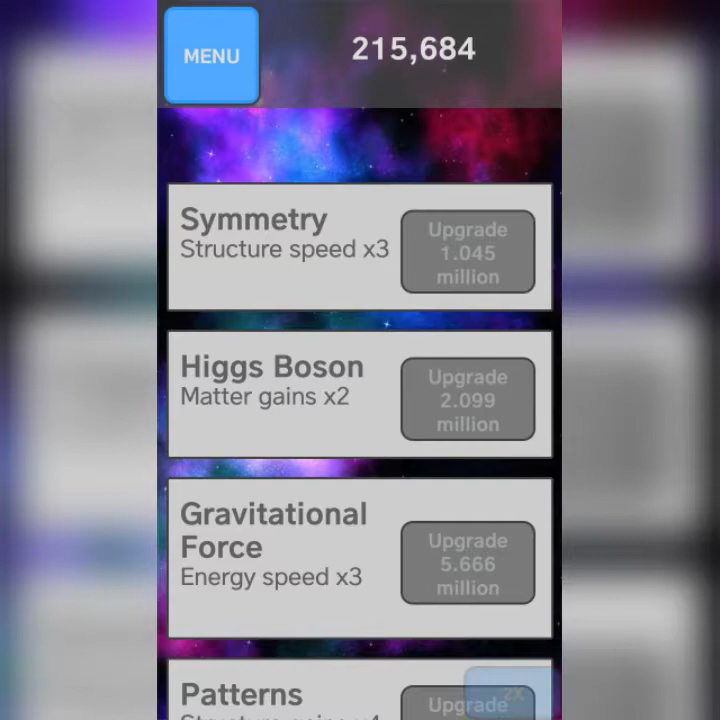 MENU
215,684
Symmetry
Structure speed x3
Upgrade
1.045
million
Higgs Boson
Matter gains x2
Upgrade
2.099
million
Gravitational
Force
Energy speed x3
Upgrade
5.666
million
Patterns
Upgrade
2X